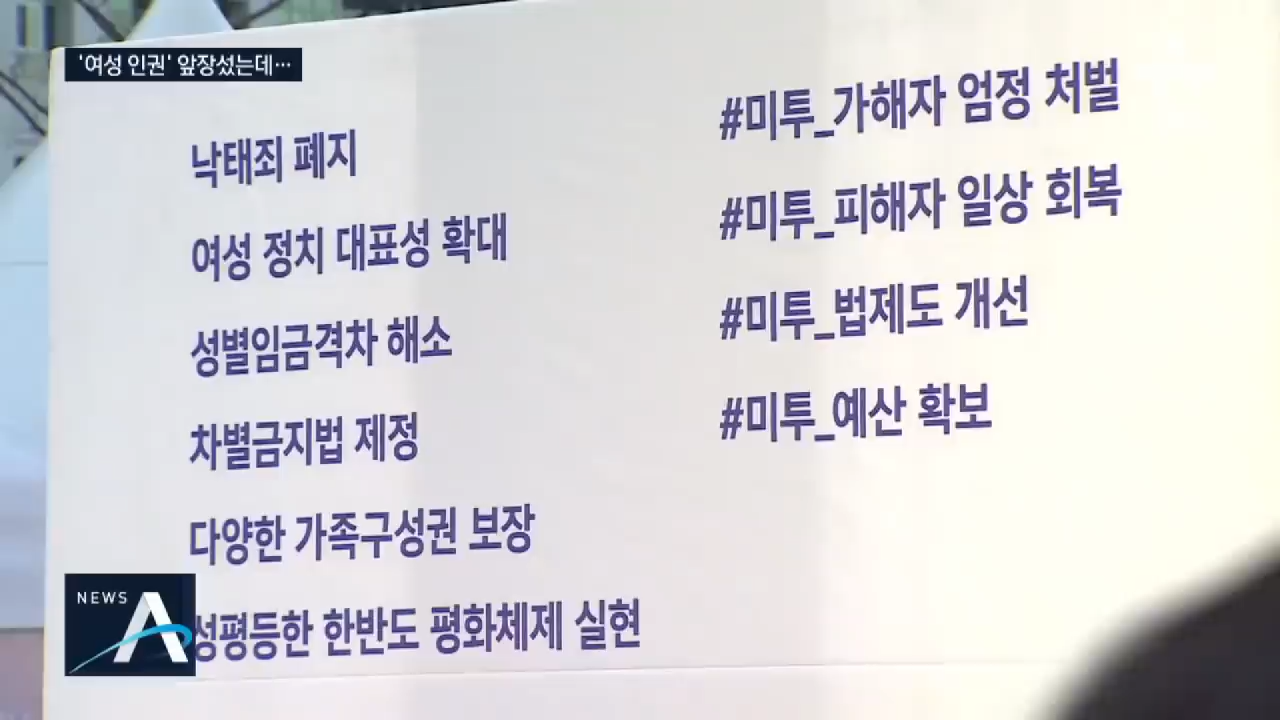 '여성 인권' 앞장섰는데…
낙태죄 폐지
여성 정치 대표성 확대
성별임금격차 해소
차별금지법 제정
다양한 가족구성권 보장
성평등한 한반도 평화체제 실현
#미투_가해자 엄정 처벌
#미투_피해자 일상 회복
#미투_법제도 개선
#미투_예산 확보
NEWS A